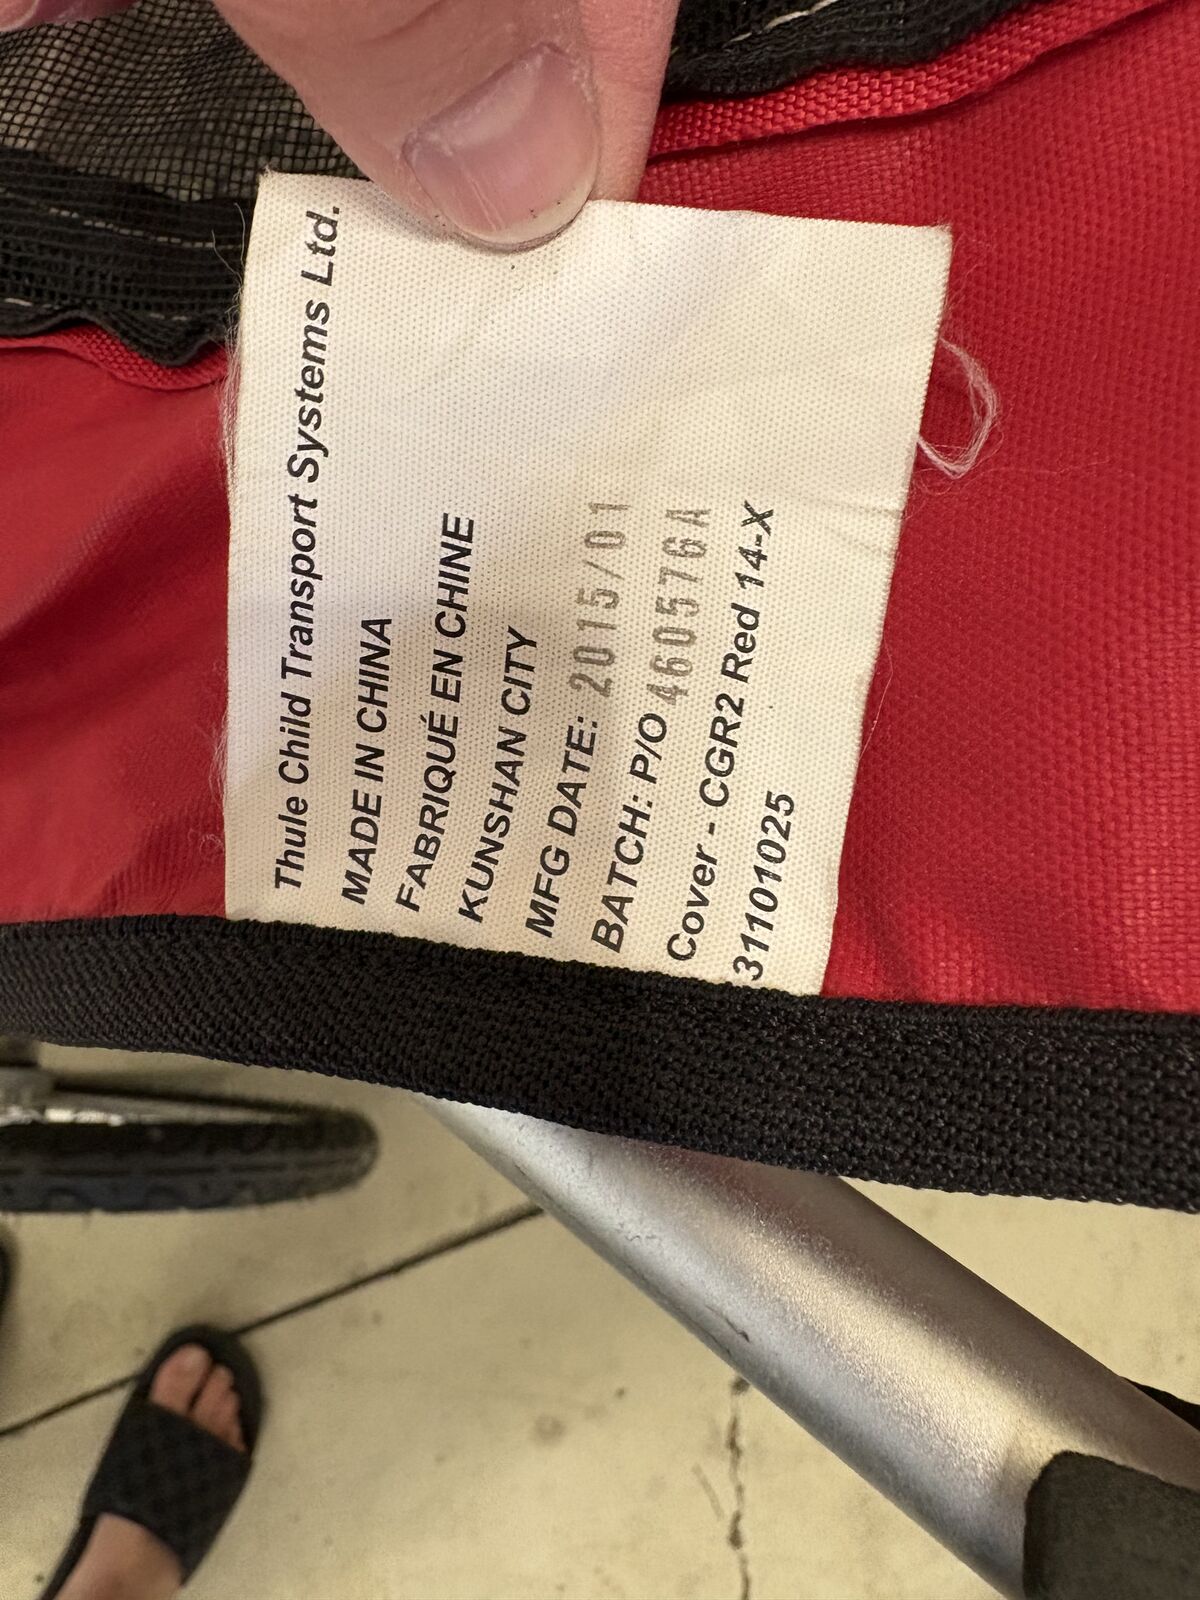 Thule Child Transport Systems Ltd.
MADE IN CHINA
FABRIQUÉ EN CHINE
KUNSHAN CITY
MFG DATE: 2015/01
BATCH: P/O 460576A
Cover - CGR2 Red 14-X
31101025